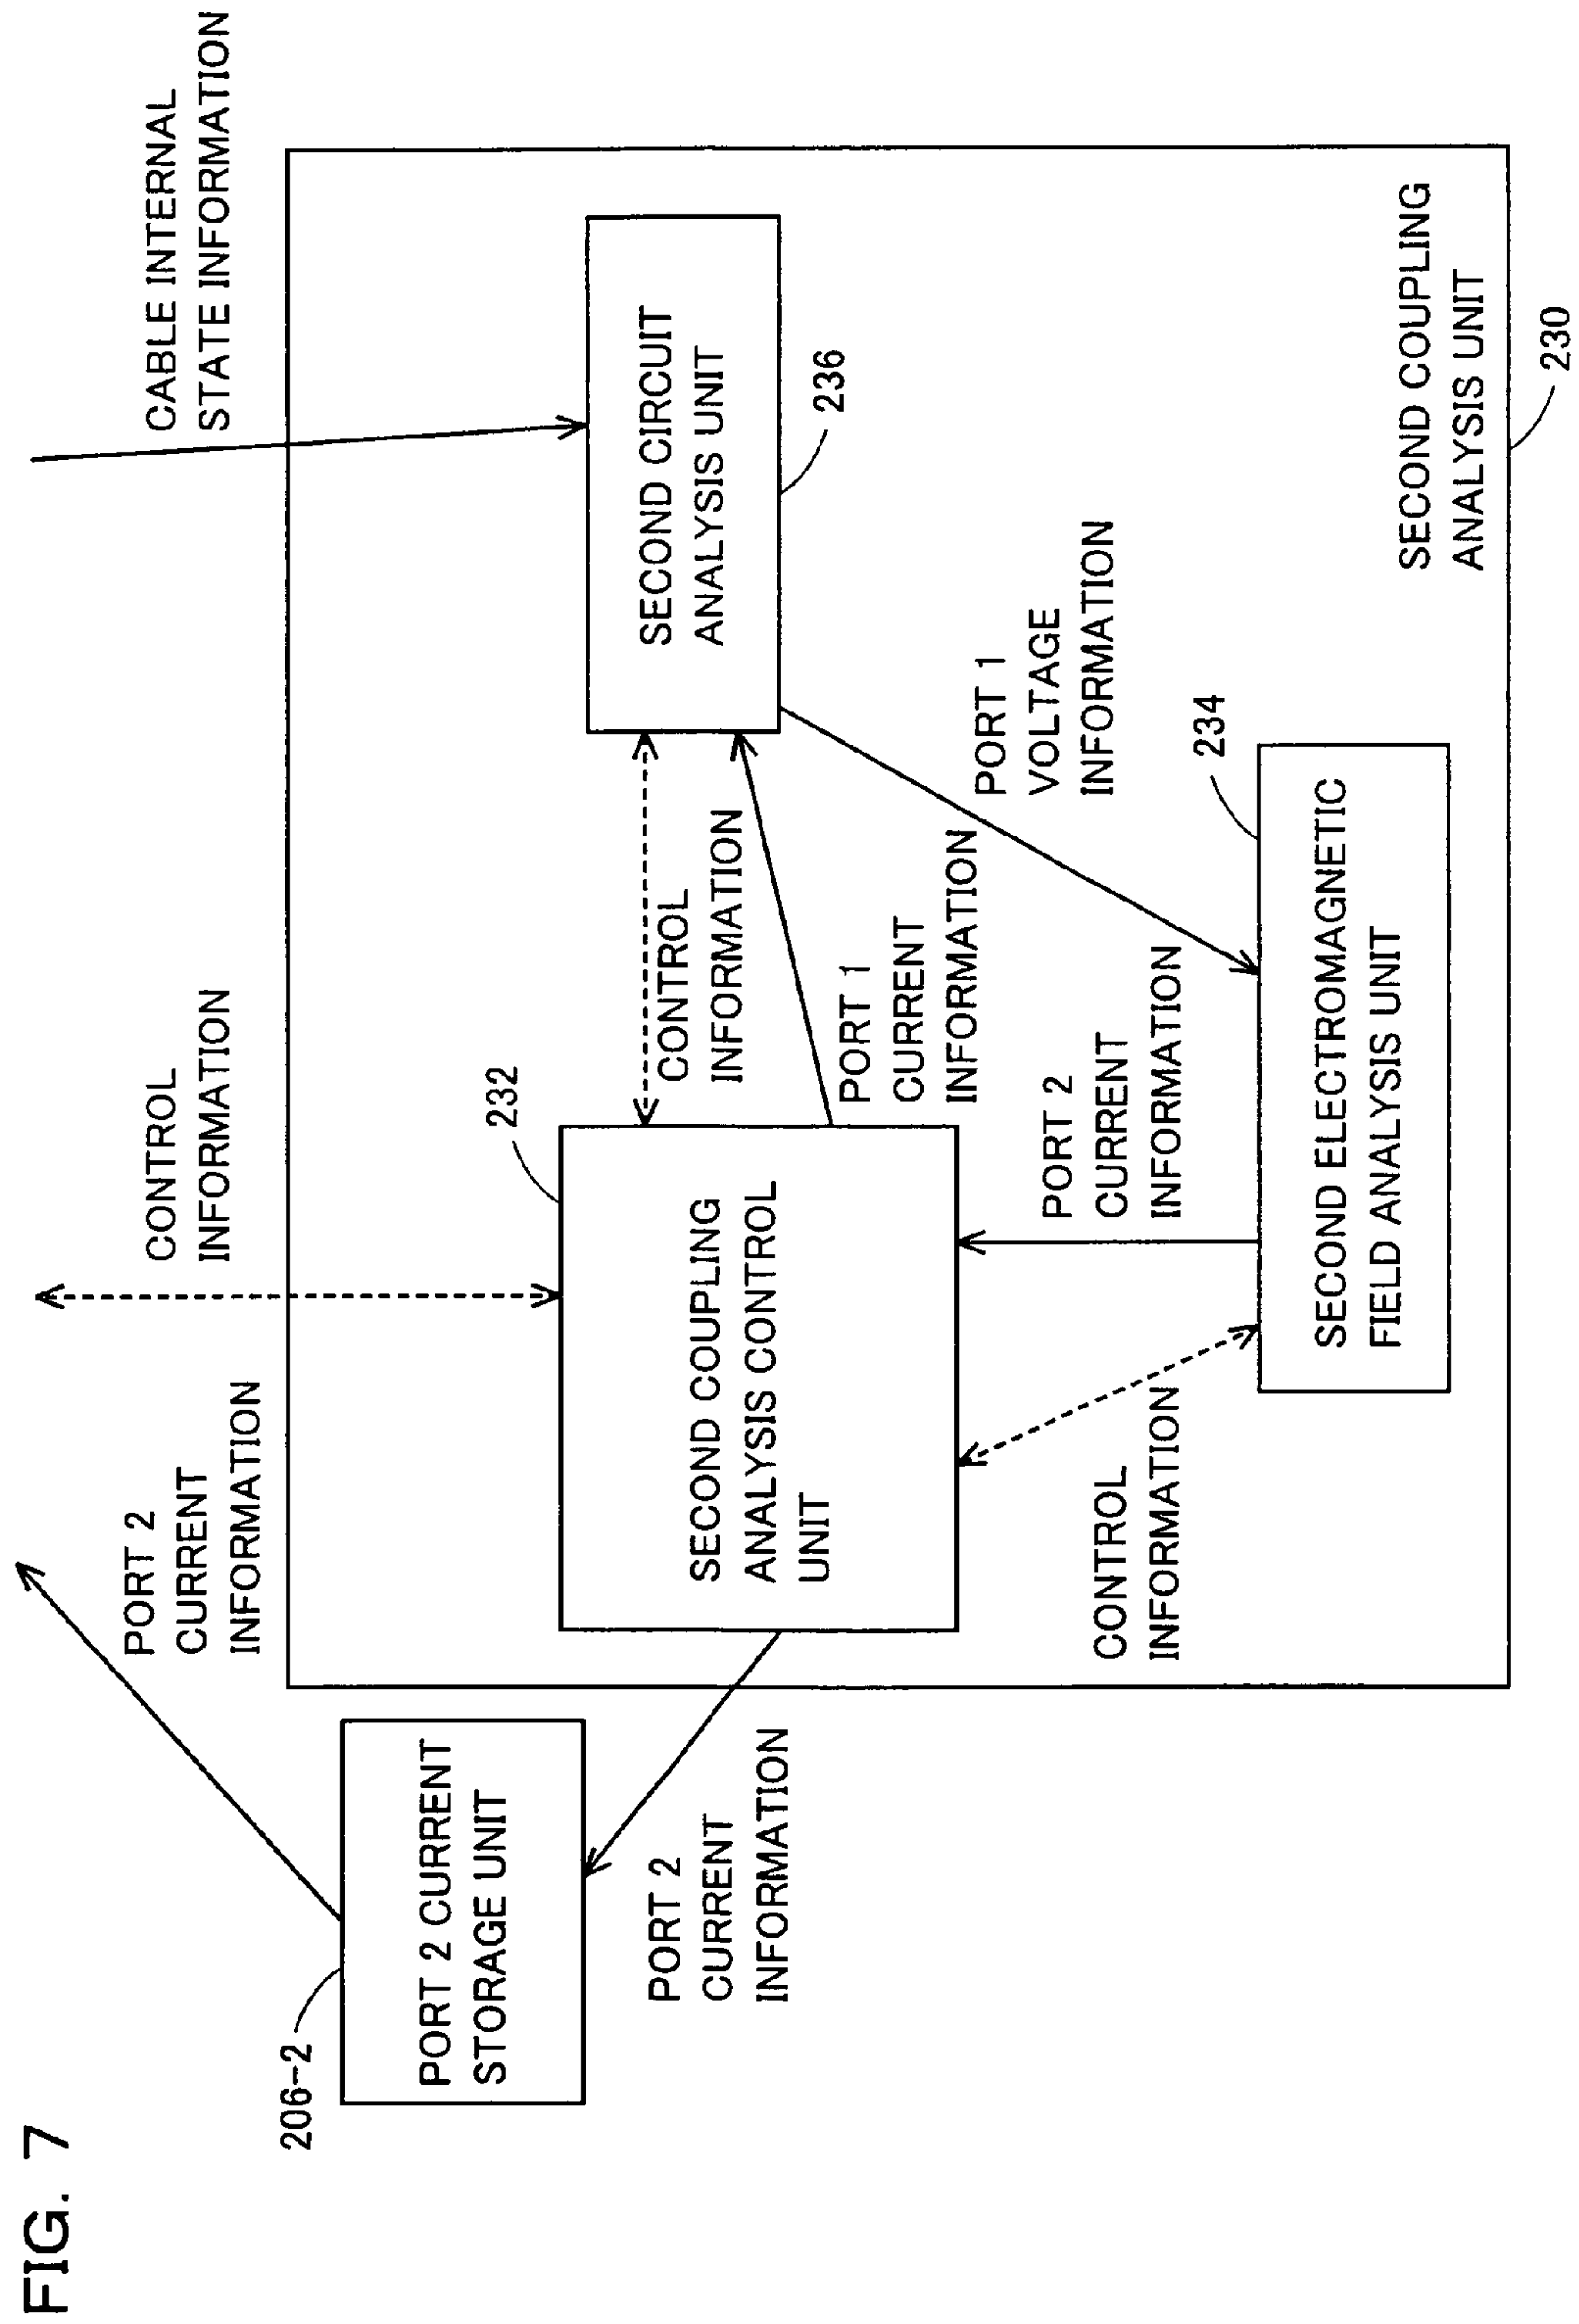 FIG. 7
206-2
PORT 2 CURRENT
STORAGE UNIT
PORT 2
CURRENT
INFORMATION
PORT 2
CURRENT
INFORMATION
CONTROL
INFORMATION
CABLE INTERNAL
STATE INFORMATION
232
SECOND COUPLING
ANALYSIS CONTROL
UNIT
CONTROL
INFORMATION
PORT 1
CURRENT
INFORMATION
SECOND CIRCUIT
ANALYSIS UNIT
236
PORT 1
VOLTAGE
INFORMATION
PORT 2
CURRENT
INFORMATION
CONTROL
INFORMATION
234
SECOND ELECTROMAGNETIC
FIELD ANALYSIS UNIT
SECOND COUPLING
ANALYSIS UNIT
230